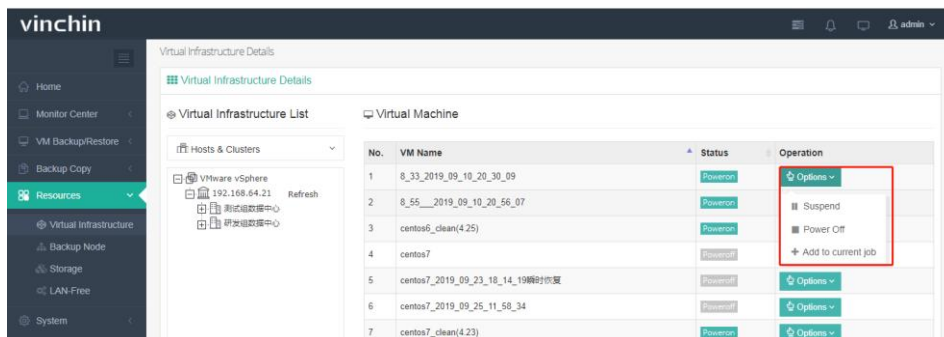 vinchin
admin
Virtual Infrastructure Details
Virtual Infrastructure Details
Home
Monitor Center
VM Backup/Restore
Backup Copy
Resources
Virtual Infrastructure
Backup Node
Storage
LAN-Free
System
Virtual Infrastructure List
Hosts & Clusters
VMware vSphere
192.168.64.21 Refresh
测试组数据中心
研发组数据中心
Virtual Machine
No. VM Name Status Operation
1 8_33_2019_09_10_20_30_09 Poweron Options
2 8_55___2019_09_10_20_56_07 Poweron
3 centos6_clean(4.25) Poweron
4 centos7 Poweroff
5 centos7_2019_09_23_18_14_19瞬时恢复 Poweroff Options
6 centos7_2019_09_25_11_58_34 Poweroff Options
7 centos7_clean(4.23) Poweron Options
Suspend
Power Off
Add to current job